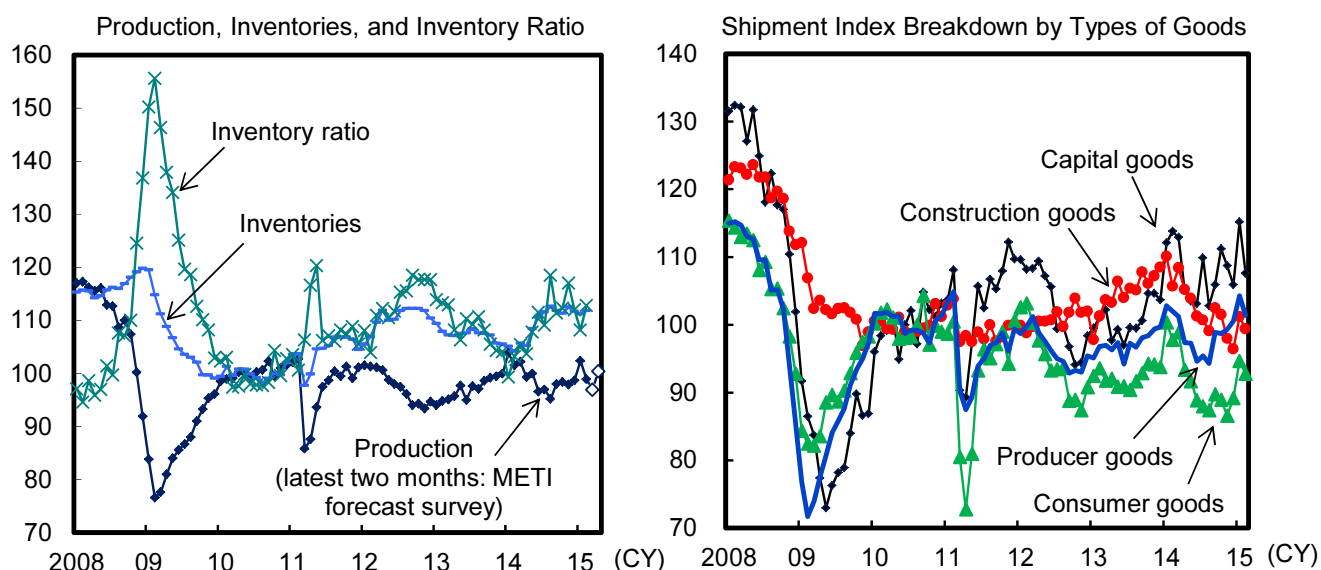 Production, Inventories, and Inventory Ratio
160
150
140
130
120
110
100
90
80
70
2008 09 10 11 12 13 14 15 (CY)
Inventory ratio
Inventories
Production
(latest two months: METI
forecast survey)
Shipment Index Breakdown by Types of Goods
140
130
120
110
100
90
80
70
2008 09 10 11 12 13 14 15 (CY)
Capital goods
Construction goods
Producer goods
Consumer goods